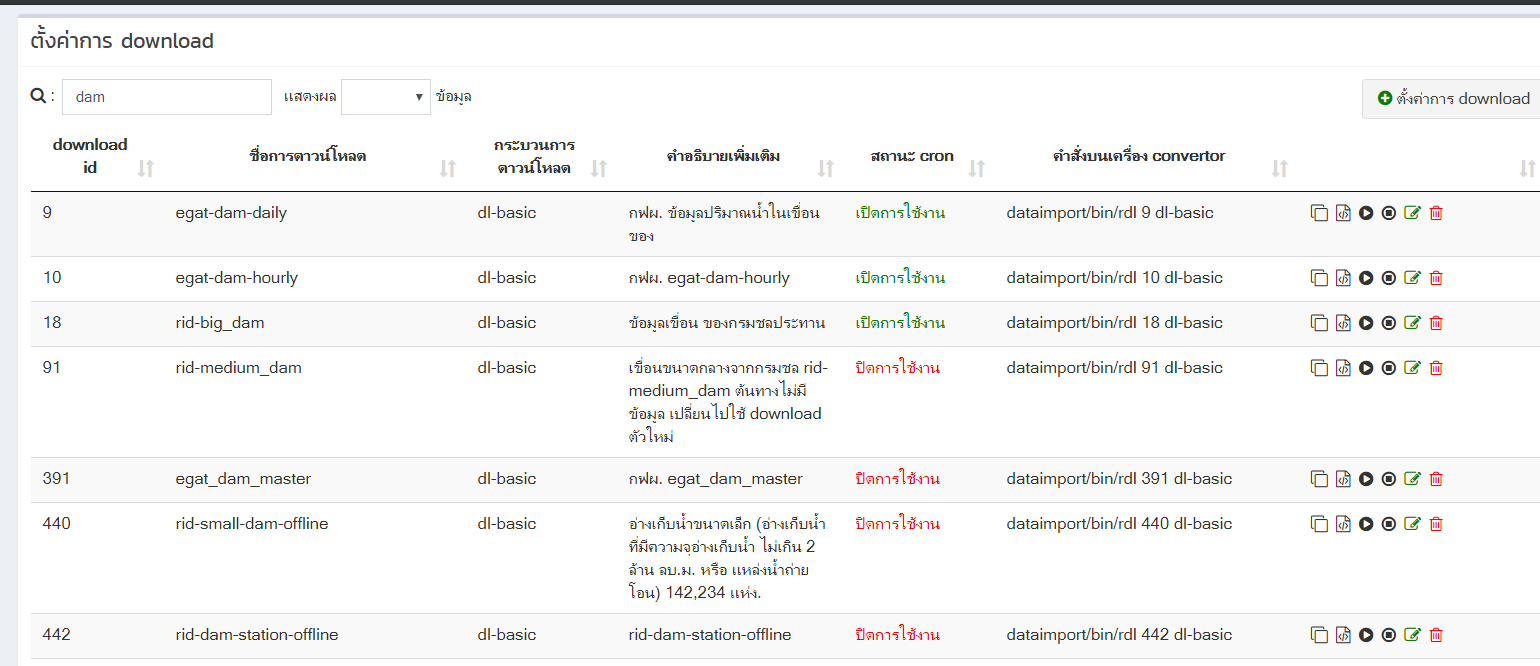 ตั้งค่าการ download
: dam แสดงผล ข้อมูล
ตั้งค่าการ download
download id ชื่อการดาวน์โหลด กระบวนการดาวน์โหลด คำอธิบายเพิ่มเติม สถานะ cron คำสั่งบนเครื่อง convertor
9 egat-dam-daily dl-basic กฟผ. ข้อมูลปริมาณน้ำในเขื่อน
ของ
เปิดการใช้งาน dataimport/bin/rdl 9 dl-basic
10 egat-dam-hourly dl-basic กฟผ. egat-dam-hourly เปิดการใช้งาน dataimport/bin/rdl 10 dl-basic
18 rid-big_dam dl-basic ข้อมูลเขื่อน ของกรมชลประทาน เปิดการใช้งาน dataimport/bin/rdl 18 dl-basic
91 rid-medium_dam dl-basic เขื่อนขนาดกลางจากกรมชล rid-
medium_dam ต้นทางไม่มี
ข้อมูล เปลี่ยนไปใช้ download
ตัวใหม่
ปิดการใช้งาน dataimport/bin/rdl 91 dl-basic
391 egat_dam_master dl-basic กฟผ. egat_dam_master ปิดการใช้งาน dataimport/bin/rdl 391 dl-basic
440 rid-small-dam-offline dl-basic อ่างเก็บน้ำขนาดเล็ก (อ่างเก็บน้ำ
ที่มีความจุอ่างเก็บน้ำ ไม่เกิน 2
ล้าน ลบ.ม. หรือ แหล่งน้ำถ่าย
โอน) 142,234 แห่ง.
ปิดการใช้งาน dataimport/bin/rdl 440 dl-basic
442 rid-dam-station-offline dl-basic rid-dam-station-offline ปิดการใช้งาน dataimport/bin/rdl 442 dl-basic